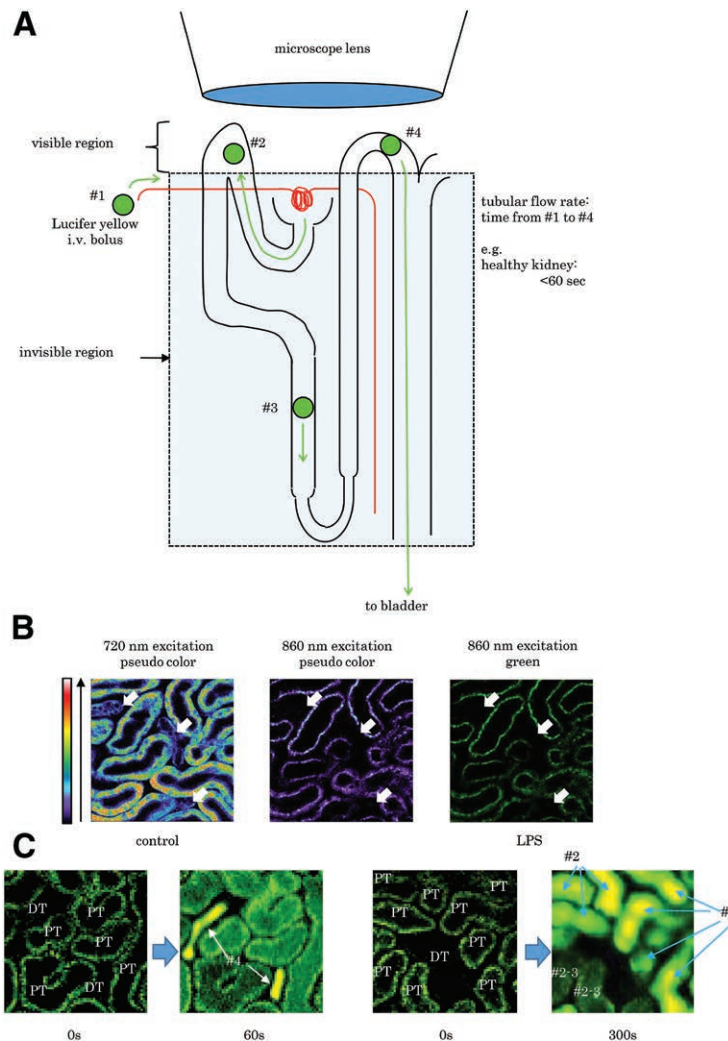 A
microscope lens
visible region
#2
#4
#1
Lucifer yellow
i.v. bolus
tubular flow rate:
time from #1 to #4
e.g.
healthy kidney:
<60 sec
invisible region
#3
to bladder
B
720 nm excitation
pseudo color
860 nm excitation
pseudo color
860 nm excitation
green
control
LPS
C
DT
PT
PT
PT
PT
PT
DT
#4
PT
PT
PT
PT
PT
DT
PT
PT
PT
#2
#
#2-3
#2-3
0s
60s
0s
300s